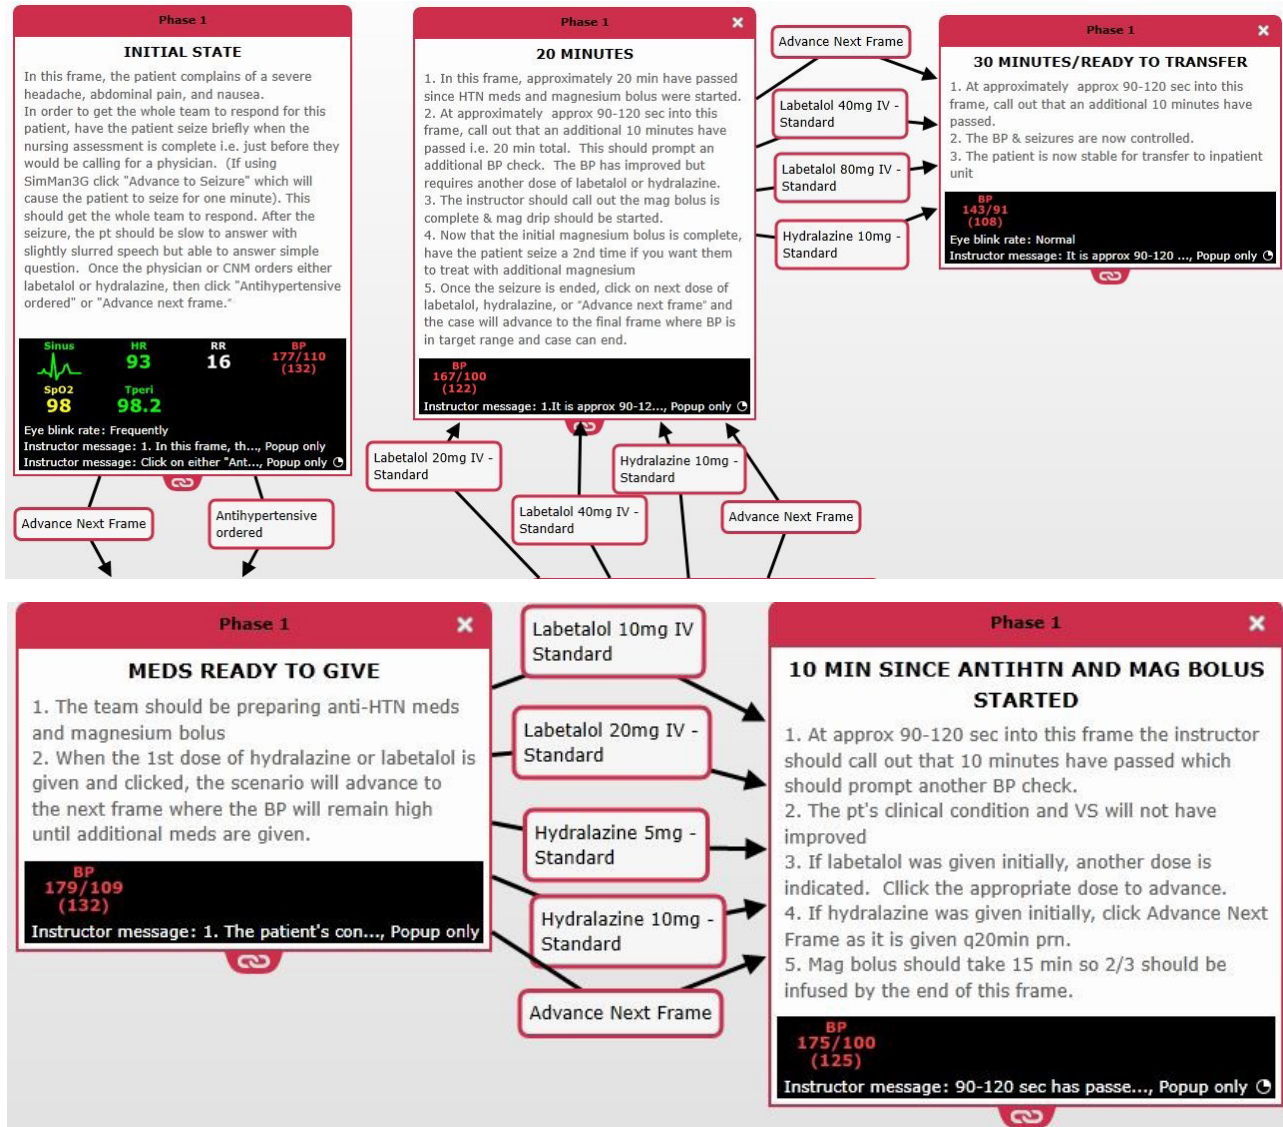 Phase 1
INITIAL STATE
In this frame, the patient complains of a severe
headache, abdominal pain, and nausea.
In order to get the whole team to respond for this
patient, have the patient seize briefly when the
nursing assessment is complete i.e. just before they
would be calling for a physician.  (If using
SimMan3G click "Advance to Seizure" which will
cause the patient to seize for one minute). This
should get the whole team to respond. After the
seizure, the pt should be slow to answer with
slightly slurred speech but able to answer simple
question.  Once the physician or CNM orders either
labetalol or hydralazine, then click "Antihypertensive
ordered" or "Advance next frame."
Sinus HR RR BP
93 16 177/110
(132)
SpO2 Tperi
98 98.2
Eye blink rate: Frequently
Instructor message: 1. In this frame, th..., Popup only
Instructor message: Click on either "Ant..., Popup only
Advance Next Frame
Antihypertensive
ordered
Phase 1
20 MINUTES
1. In this frame, approximately 20 min have passed
since HTN meds and magnesium bolus were started.
2. At approximately  approx 90-120 sec into this
frame, call out that an additional 10 minutes have
passed i.e. 20 min total.  This should prompt an
additional BP check.  The BP has improved but
requires another dose of labetalol or hydralazine.
3. The instructor should call out the mag bolus is
complete & mag drip should be started.
4. Now that the initial magnesium bolus is complete,
have the patient seize a 2nd time if you want them
to treat with additional magnesium
5. Once the seizure is ended, click on next dose of
labetalol, hydralazine, or "Advance next frame" and
the case will advance to the final frame where BP is
in target range and case can end.
BP
167/100
(122)
Instructor message: 1.It is approx 90-12..., Popup only
Labetalol 20mg IV -
Standard
Labetalol 40mg IV -
Standard
Hydralazine 10mg -
Standard
Advance Next Frame
Advance Next Frame
Labetalol 40mg IV -
Standard
Labetalol 80mg IV -
Standard
Hydralazine 10mg -
Standard
Phase 1
30 MINUTES/READY TO TRANSFER
1. At approximately  approx 90-120 sec into this
frame, call out that an additional 10 minutes have
passed.
2. The BP & seizures are now controlled.
3. The patient is now stable for transfer to inpatient
unit
BP
143/91
(108)
Eye blink rate: Normal
Instructor message: It is approx 90-120 ..., Popup only
Phase 1
MEDS READY TO GIVE
1. The team should be preparing anti-HTN meds
and magnesium bolus
2. When the 1st dose of hydralazine or labetalol is
given and clicked, the scenario will advance to
the next frame where the BP will remain high
until additional meds are given.
BP
179/109
(132)
Instructor message: 1. The patient's con..., Popup only
Labetalol 10mg IV
Standard
Labetalol 20mg IV -
Standard
Hydralazine 5mg -
Standard
Hydralazine 10mg -
Standard
Advance Next Frame
Phase 1
10 MIN SINCE ANTIHTN AND MAG BOLUS
STARTED
1. At approx 90-120 sec into this frame the instructor
should call out that 10 minutes have passed which
should prompt another BP check.
2. The pt's clinical condition and VS will not have
improved
3. If labetalol was given initially, another dose is
indicated.  Cllick the appropriate dose to advance.
4. If hydralazine was given initially, click Advance Next
Frame as it is given q20min prn.
5. Mag bolus should take 15 min so 2/3 should be
infused by the end of this frame.
BP
175/100
(125)
Instructor message: 90-120 sec has passe..., Popup only